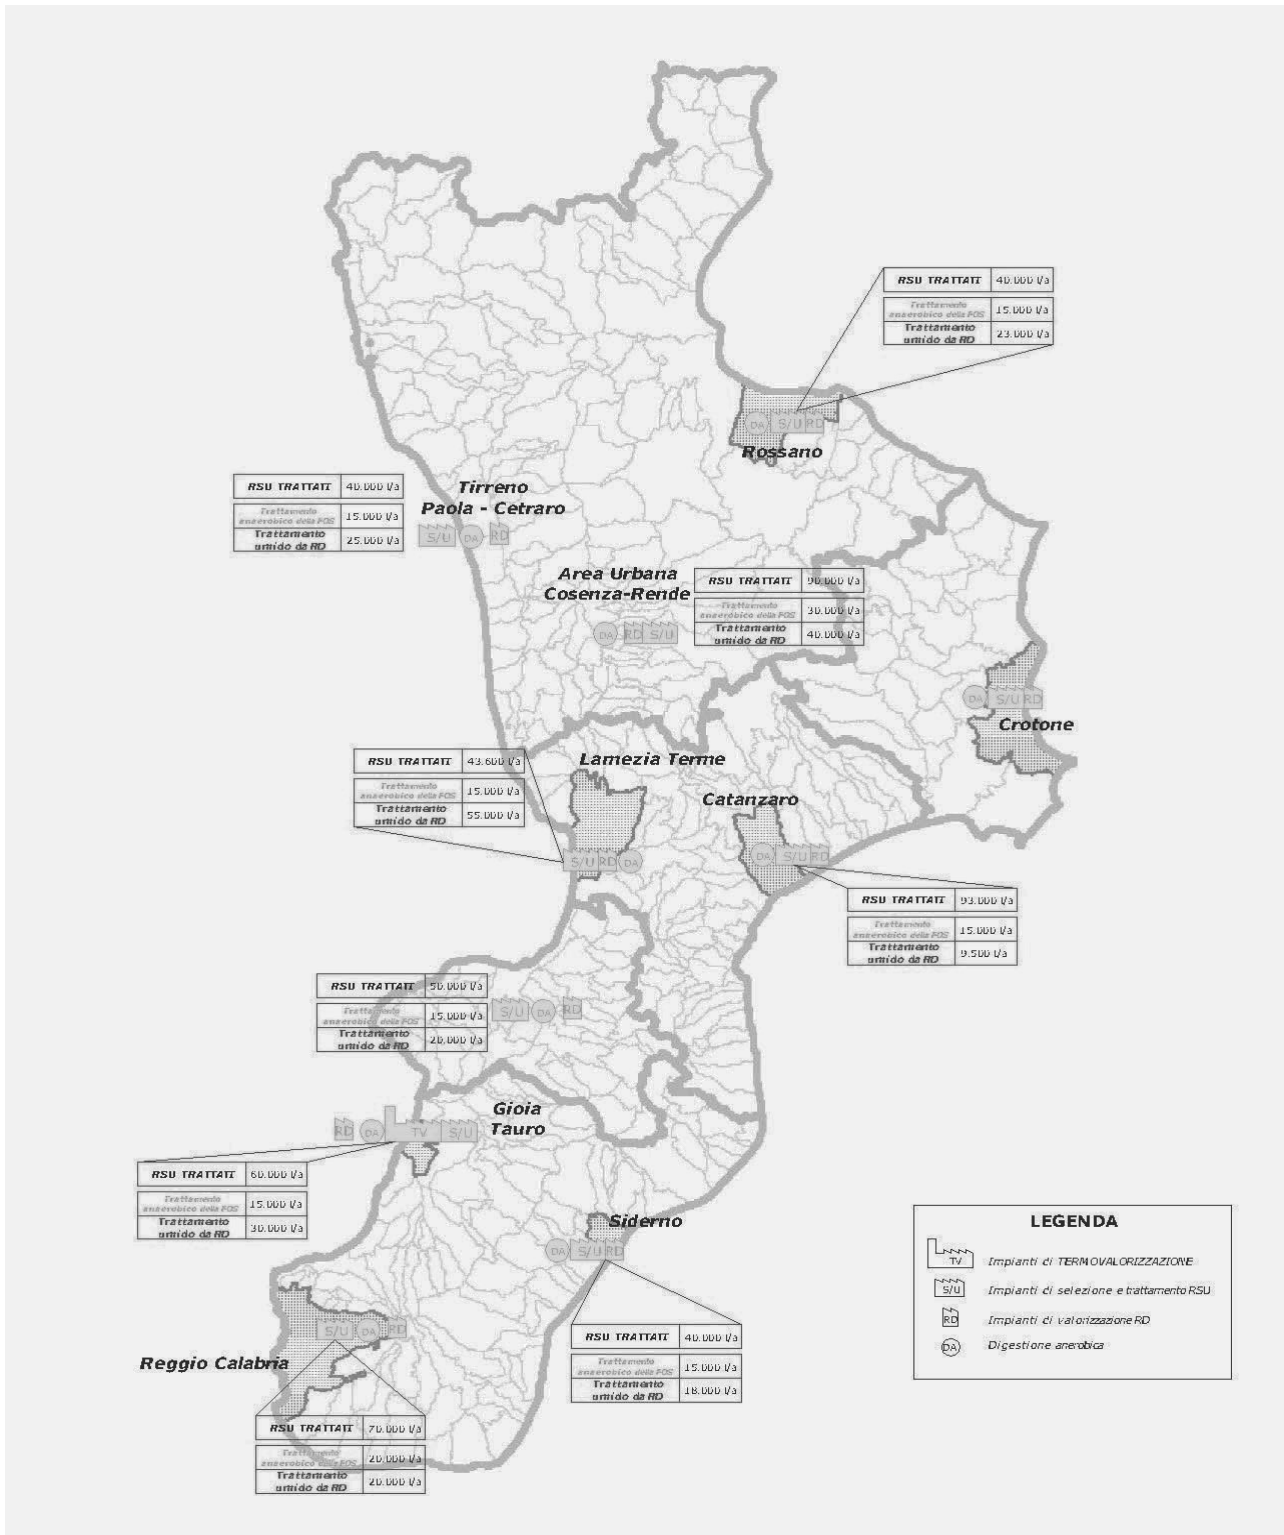 RSU TRATTATI 40.000 t/a
Trattamento
anaerobico della FOS 15.000 t/a
Trattamento
umido da RD 23.000 t/a
DA S/U RD
Rossano
RSU TRATTATI 40.000 t/a
Trattamento
anaerobico della FOS 15.000 t/a
Trattamento
umido da RD 25.000 t/a
Tirreno
Paola - Cetraro
S/U DA RD
Area Urbana
Cosenza-Rende
RSU TRATTATI 90.000 t/a
Trattamento
anaerobico della FOS 30.000 t/a
Trattamento
umido da RD 40.000 t/a
DA RD S/U
DA S/U RD
Crotone
Lamezia Terme
RSU TRATTATI 43.600 t/a
Trattamento
anaerobico della FOS 15.000 t/a
Trattamento
umido da RD 55.000 t/a
S/U RD DA
Catanzaro
DA S/U RD
RSU TRATTATI 93.000 t/a
Trattamento
anaerobico della FOS 15.000 t/a
Trattamento
umido da RD 9.500 t/a
RSU TRATTATI 50.000 t/a
Trattamento
anaerobico della FOS 15.000 t/a
Trattamento
umido da RD 20.000 t/a
S/U DA RD
Gioia
Tauro
RD DA TV S/U
RSU TRATTATI 60.000 t/a
Trattamento
anaerobico della FOS 15.000 t/a
Trattamento
umido da RD 30.000 t/a
Siderno
DA S/U RD
RSU TRATTATI 40.000 t/a
Trattamento
anaerobico della FOS 15.000 t/a
Trattamento
umido da RD 18.000 t/a
S/U DA RD
Reggio Calabria
RSU TRATTATI 70.000 t/a
Trattamento
anaerobico della FOS 20.000 t/a
Trattamento
umido da RD 20.000 t/a
LEGENDA
TV Impianti di TERMOVALORIZZAZIONE
S/U Impianti di selezione e trattamento RSU
RD Impianti di valorizzazione RD
DA Digestione anerobica